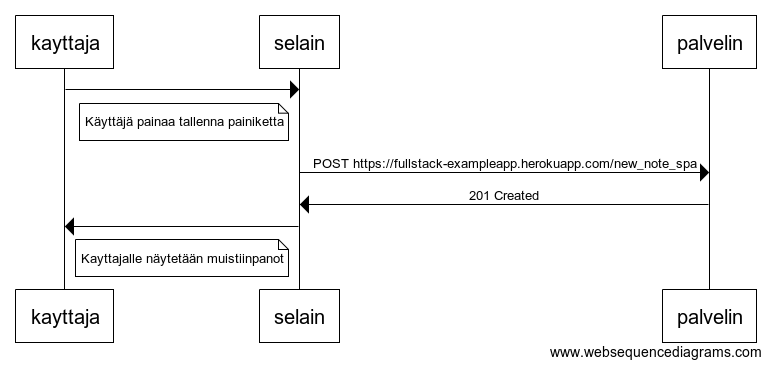 kayttaja
selain
palvelin
Käyttäjä painaa tallenna painiketta
POST https://fullstack-exampleapp.herokuapp.com/new_note_spa
201 Created
Kayttajalle näytetään muistiinpanot
kayttaja
selain
palvelin
www.websequencediagrams.com